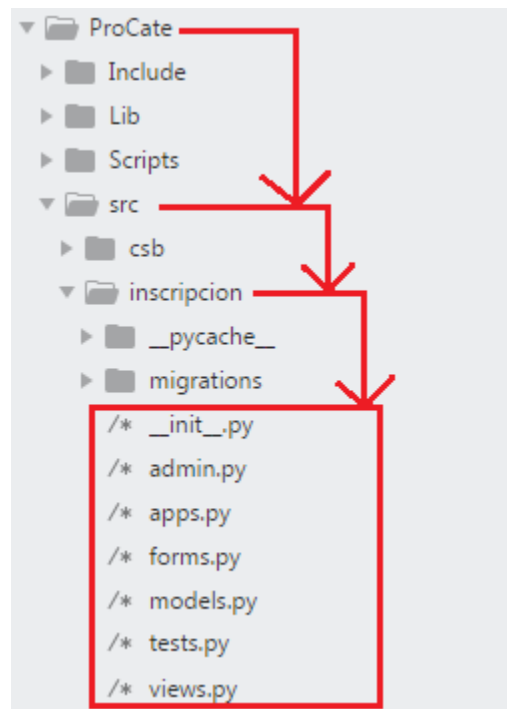 ProCate
Include
Lib
Scripts
src
csb
inscripcion
__pycache__
migrations
/* __init__.py
/* admin.py
/* apps.py
/* forms.py
/* models.py
/* tests.py
/* views.py